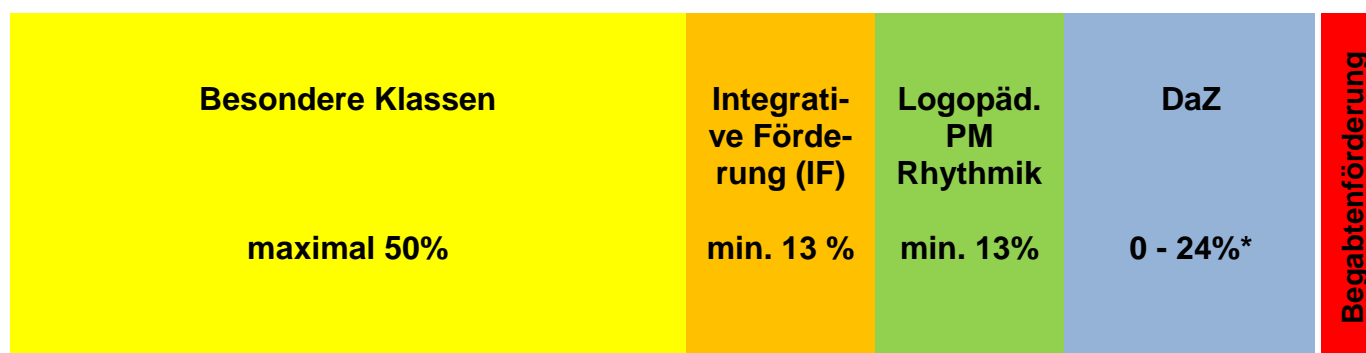 Besondere Klassen
maximal 50%
Integrati-
ve Förde-
rung (IF)
min. 13 %
Logopäd.
PM
Rhythmik
min. 13%
DaZ
0 - 24%*
Begabtenförderung